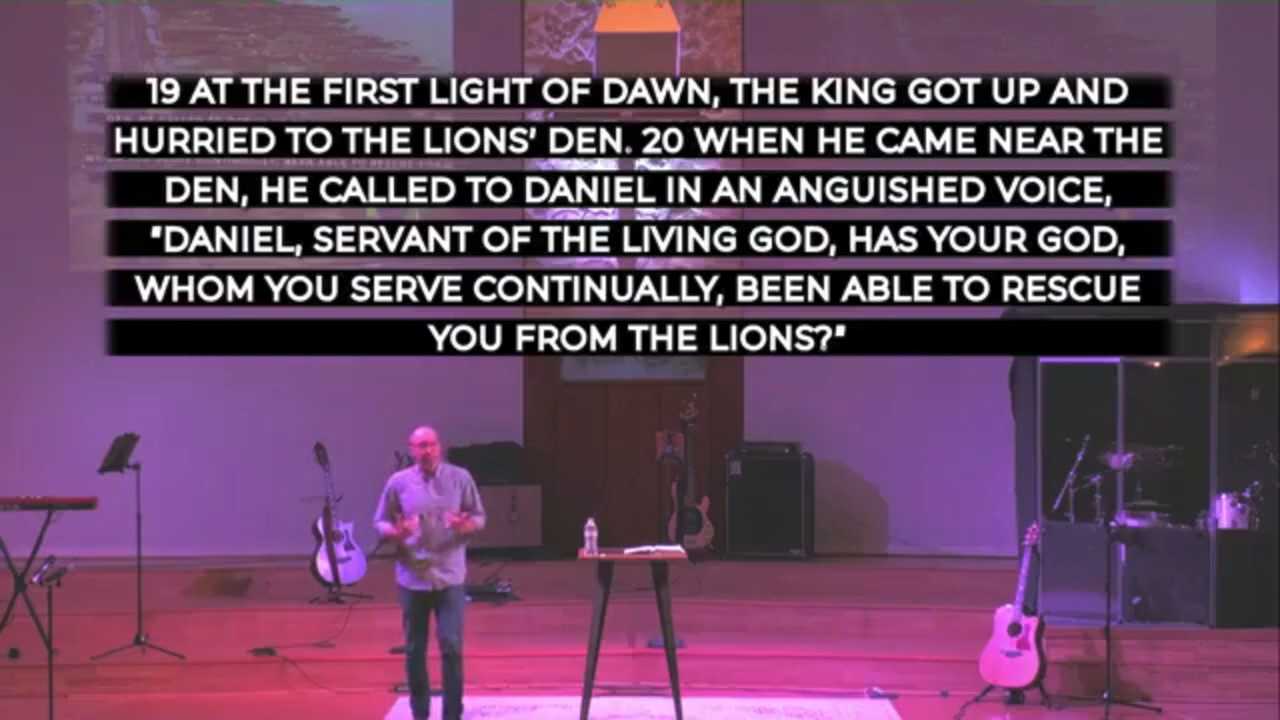 19 AT THE FIRST LIGHT OF DAWN, THE KING GOT UP AND
HURRIED TO THE LIONS' DEN. 20 WHEN HE CAME NEAR THE
DEN, HE CALLED TO DANIEL IN AN ANGUISHED VOICE,
"DANIEL, SERVANT OF THE LIVING GOD, HAS YOUR GOD,
WHOM YOU SERVE CONTINUALLY, BEEN ABLE TO RESCUE
YOU FROM THE LIONS?"